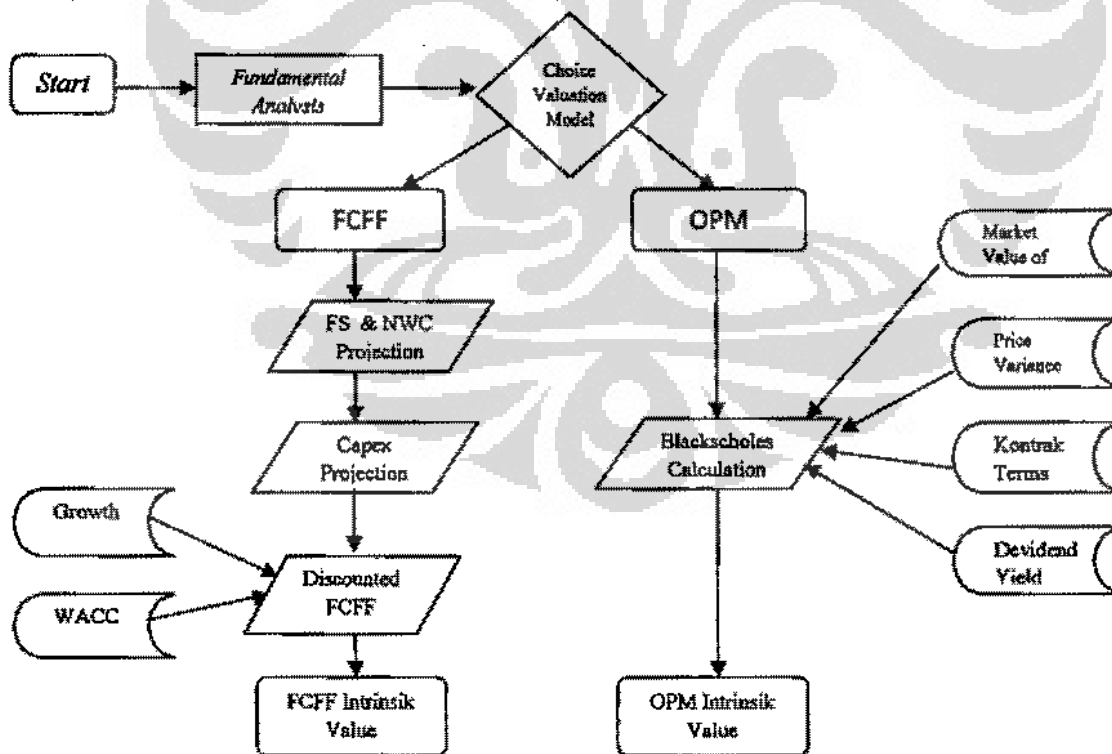 Start
Fundamental
Analysis
Choice
Valuation
Model
FCFF
OPM
Market
Value of
FS & NWC
Projection
Price
Variance
Capex
Projection
Blackscholes
Calculation
Kontrak
Terms
Growth
Discounted
FCFF
Devidend
Yield
WACC
FCFF Intrinsik
Value
OPM Intrinsik
Value